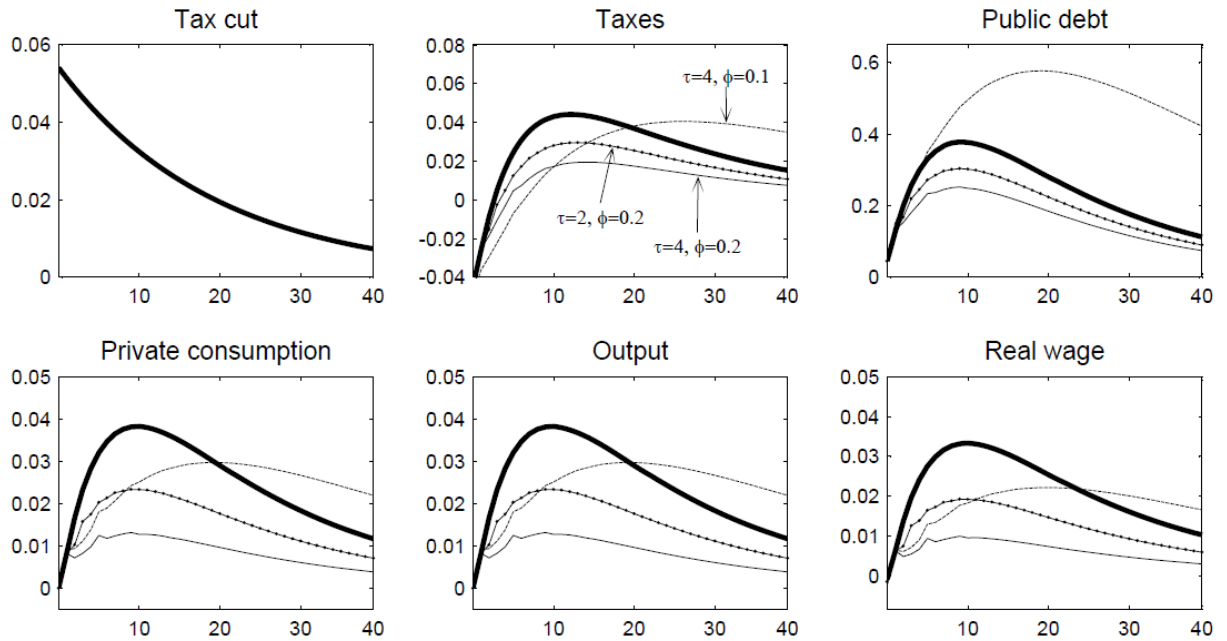 Tax cut
0.06
0.04
0.02
0
10 20 30 40
Taxes
0.08
0.06
0.04
0.02
0
-0.02
-0.04
10 20 30 40
τ=4, ϕ=0.1
τ=2, ϕ=0.2
τ=4, ϕ=0.2
Public debt
0.6
0.4
0.2
0
10 20 30 40
Private consumption
0.05
0.04
0.03
0.02
0.01
0
10 20 30 40
Output
0.05
0.04
0.03
0.02
0.01
0
10 20 30 40
Real wage
0.05
0.04
0.03
0.02
0.01
0
10 20 30 40